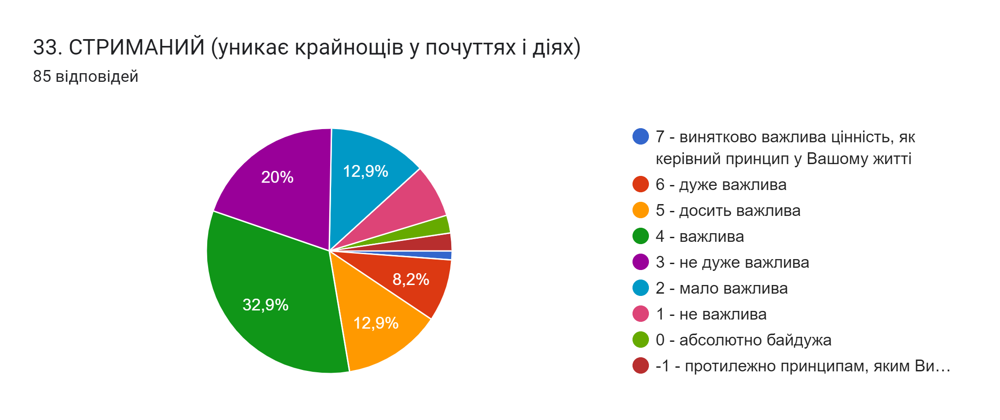 33. СТРИМАНИЙ (уникає крайнощів у почуттях і діях)
85 відповідей
20%
12,9%
8,2%
12,9%
32,9%
7 - винятково важлива цінність, як
керівний принцип у Вашому житті
6 - дуже важлива
5 - досить важлива
4 - важлива
3 - не дуже важлива
2 - мало важлива
1 - не важлива
0 - абсолютно байдужа
-1 - протилежно принципам, яким Ви…